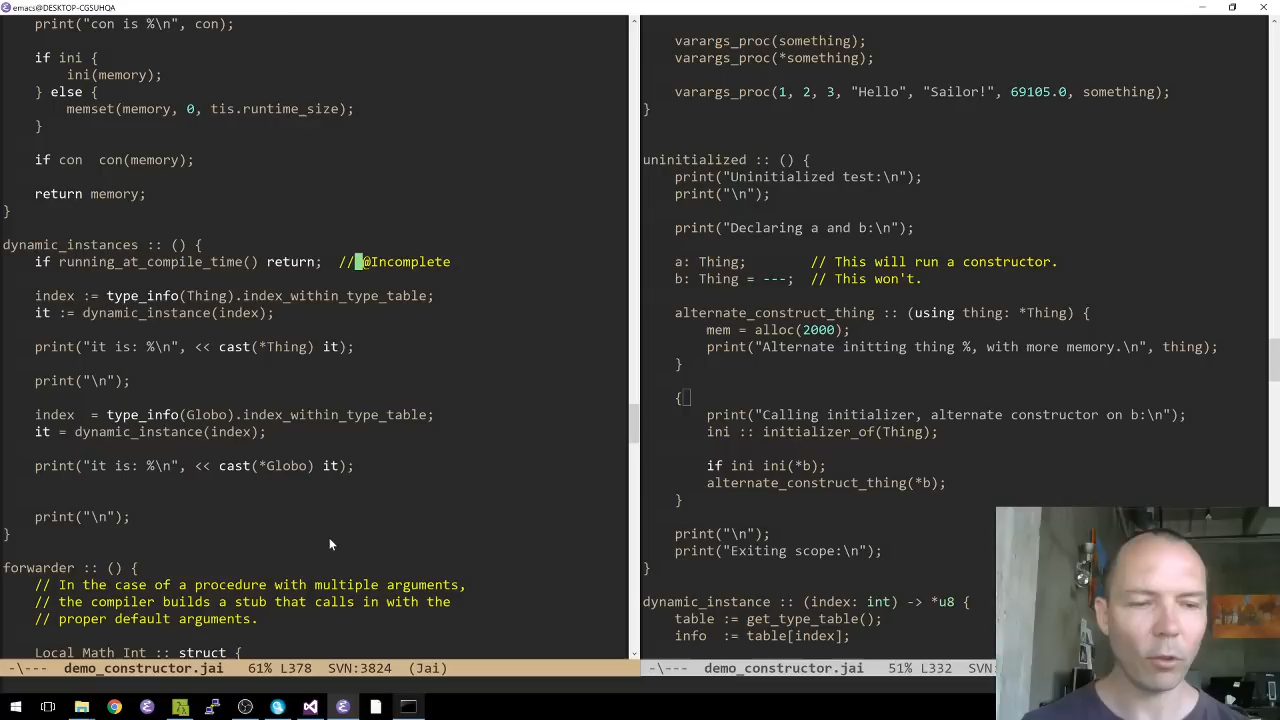 emacs@DESKTOP-CGSUHQA
print("con is %\n", con);
if ini {
ini(memory);
} else {
memset(memory, 0, tis.runtime_size);
}
if con  con(memory);
return memory;
}
dynamic_instances :: () {
if running_at_compile_time() return;  // @Incomplete
index := type_info(Thing).index_within_type_table;
it := dynamic_instance(index);
print("it is: %\n", << cast(*Thing) it);
print("\n");
index  = type_info(Globo).index_within_type_table;
it = dynamic_instance(index);
print("it is: %\n", << cast(*Globo) it);
print("\n");
}
forwarder :: () {
// In the case of a procedure with multiple arguments,
// the compiler builds a stub that calls in with the
// proper default arguments.
Local_Math_Int :: struct {
-\---  demo_constructor.jai  61% L378  SVN:3824  (Jai)
varargs_proc(something);
varargs_proc(*something);
varargs_proc(1, 2, 3, "Hello", "Sailor!", 69105.0, something);
}
uninitialized :: () {
print("Uninitialized test:\n");
print("\n");
print("Declaring a and b:\n");
a: Thing;        // This will run a constructor.
b: Thing = ---;  // This won't.
alternate_construct_thing :: (using thing: *Thing) {
mem = alloc(2000);
print("Alternate initting thing %, with more memory.\n", thing);
}
{
print("Calling initializer, alternate constructor on b:\n");
ini :: initializer_of(Thing);
if ini ini(*b);
alternate_construct_thing(*b);
}
print("\n");
print("Exiting scope:\n");
}
dynamic_instance :: (index: int) -> *u8 {
table := get_type_table();
info  := table[index];
-\---  demo_constructor.jai  51% L332  SVN